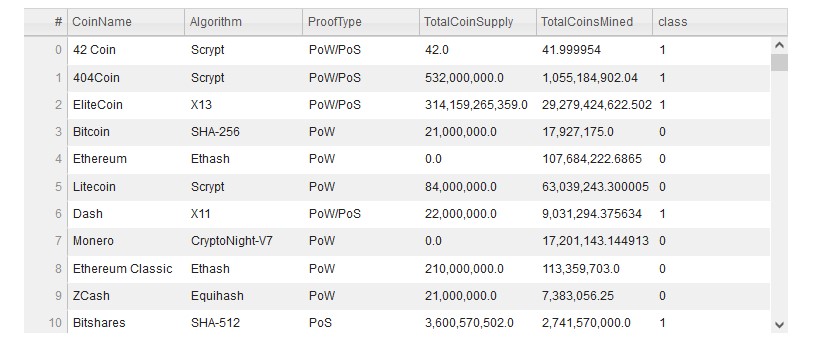 # CoinName Algorithm ProofType TotalCoinSupply TotalCoinsMined class
0 42 Coin Scrypt PoW/PoS 42.0 41.999954 1
1 404Coin Scrypt PoW/PoS 532,000,000.0 1,055,184,902.04 1
2 EliteCoin X13 PoW/PoS 314,159,265,359.0 29,279,424,622.502 1
3 Bitcoin SHA-256 PoW 21,000,000.0 17,927,175.0 0
4 Ethereum Ethash PoW 0.0 107,684,222.6865 0
5 Litecoin Scrypt PoW 84,000,000.0 63,039,243.300005 0
6 Dash X11 PoW/PoS 22,000,000.0 9,031,294.375634 1
7 Monero CryptoNight-V7 PoW 0.0 17,201,143.144913 0
8 Ethereum Classic Ethash PoW 210,000,000.0 113,359,703.0 0
9 ZCash Equihash PoW 21,000,000.0 7,383,056.25 0
10 Bitshares SHA-512 PoS 3,600,570,502.0 2,741,570,000.0 1